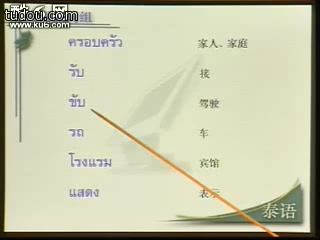 tudou.com
www.ku6.com
组
ครอบครัว 家人、家庭
รับ 接
ขับ 驾驶
รถ 车
โรงแรม 宾馆
แสดง 表示
泰语